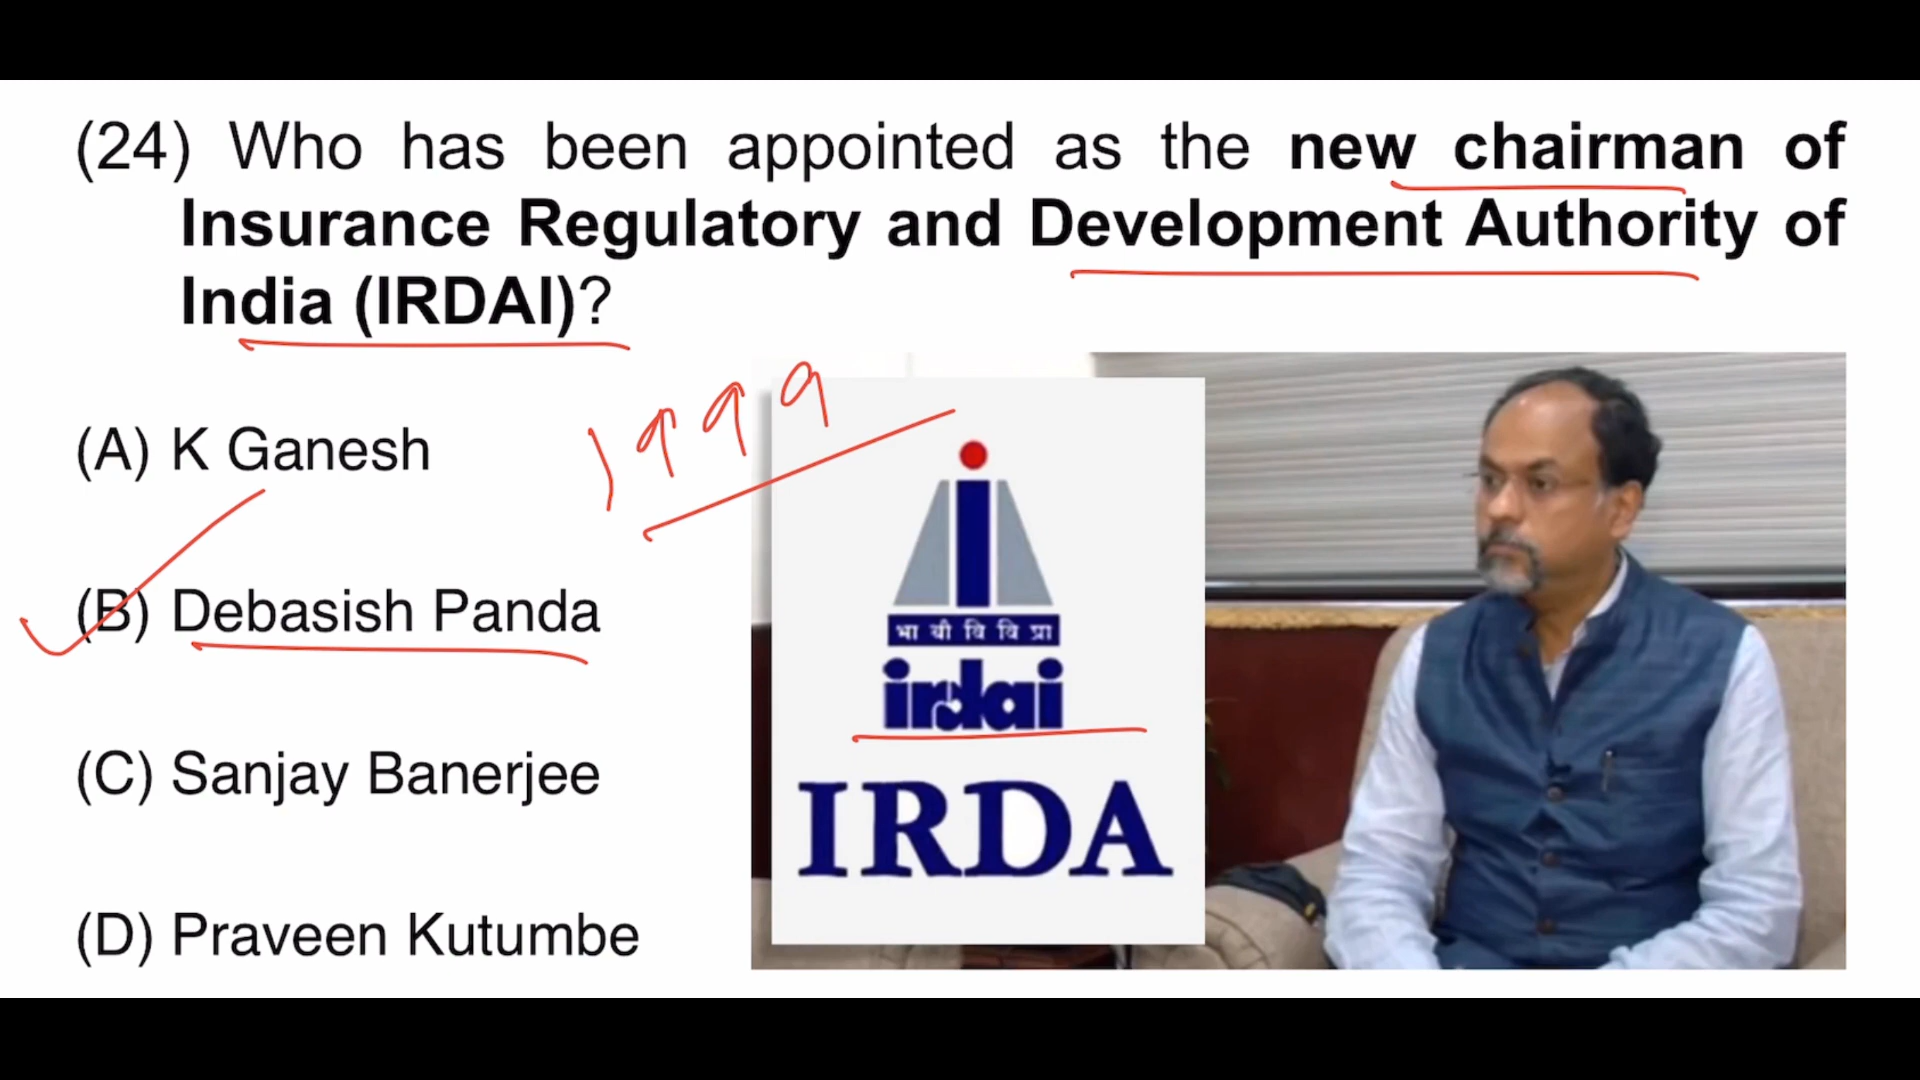 (24) Who has been appointed as the new chairman of
Insurance Regulatory and Development Authority of
India (IRDAI)?
(A) K Ganesh
1999
(B) Debasish Panda
(C) Sanjay Banerjee
(D) Praveen Kutumbe
भा बी वि वि प्रा
irdai
IRDA